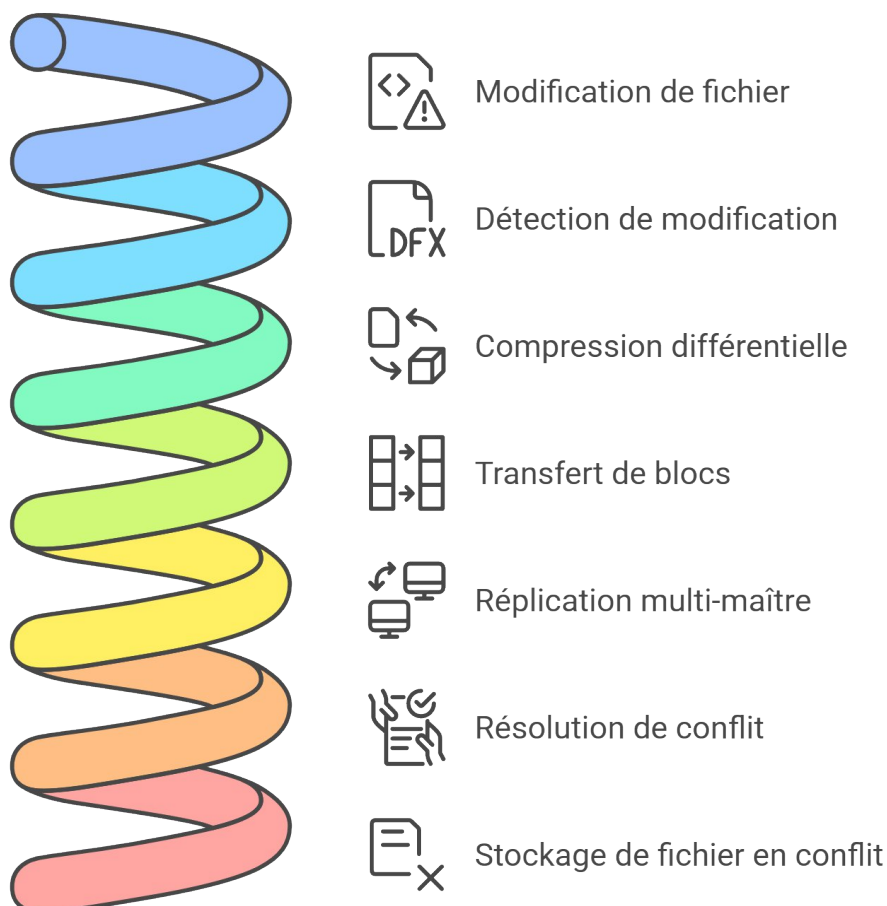 Modification de fichier
DFX
Détection de modification
Compression différentielle
Transfert de blocs
Réplication multi-maître
Résolution de conflit
Stockage de fichier en conflit